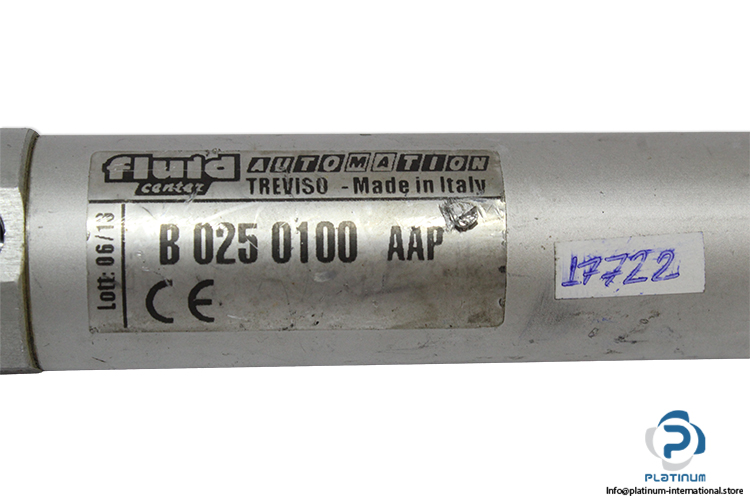 fluid center AUTOMATION
TREVISO - Made in Italy
Lott: 06/13
B 025 0100 AAP
CE
17722
PLATINUM
Info@platinum-international.store